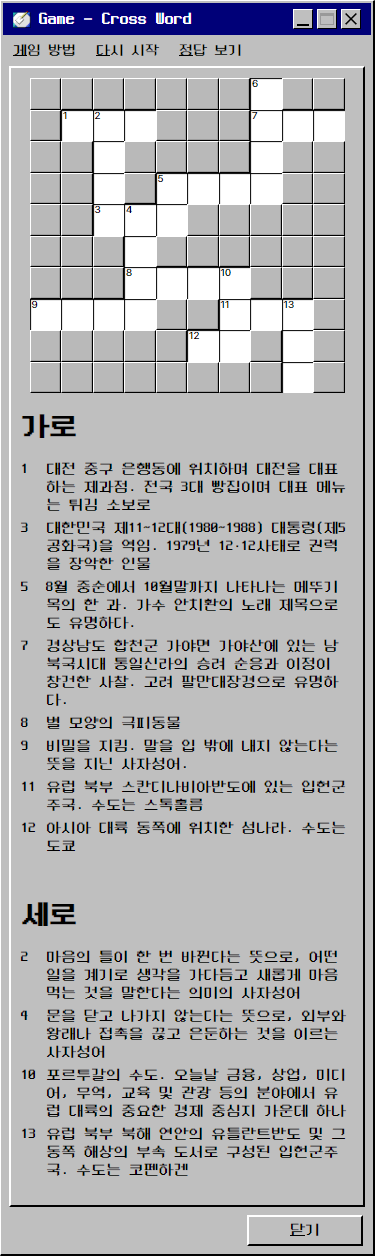 Game - Cross Word
게임 방법 다시 시작 정답 보기
6
1 2 7
5
3 4
8 10
9 11 13
12
가로
1 대전 중구 은행동에 위치하며 대전을 대표
하는 제과점. 전국 3대 빵집이며 대표 메뉴
는 튀김 소보로
3 대한민국 제11~12대(1980~1988) 대통령(제5
공화국)을 역임. 1979년 12·12사태로 권력
을 장악한 인물
5 8월 중순에서 10월말까지 나타나는 메뚜기
목의 한 과. 가수 안치환의 노래 제목으로
도 유명하다.
7 경상남도 합천군 가야면 가야산에 있는 남
북국시대 통일신라의 승려 순응과 이정이
창건한 사찰. 고려 팔만대장경으로 유명하
다.
8 별 모양의 극피동물
9 비밀을 지킴. 말을 입 밖에 내지 않는다는
뜻을 지닌 사자성어.
11 유럽 북부 스칸디나비아반도에 있는 입헌군
주국. 수도는 스톡홀름
12 아시아 대륙 동쪽에 위치한 섬나라. 수도는
도쿄
세로
2 마음의 틀이 한 번 바뀐다는 뜻으로, 어떤
일을 계기로 생각을 가다듬고 새롭게 마음
먹는 것을 말한다는 의미의 사자성어
4 문을 닫고 나가지 않는다는 뜻으로, 외부와
왕래나 접촉을 끊고 은둔하는 것을 이르는
사자성어
10 포르투갈의 수도. 오늘날 금융, 상업, 미디
어, 무역, 교육 및 관광 등의 분야에서 유
럽 대륙의 중요한 경제 중심지 가운데 하나
13 유럽 북부 북해 연안의 유틀란트반도 및 그
동쪽 해상의 부속 도서로 구성된 입헌군주
국. 수도는 코펜하겐
닫기